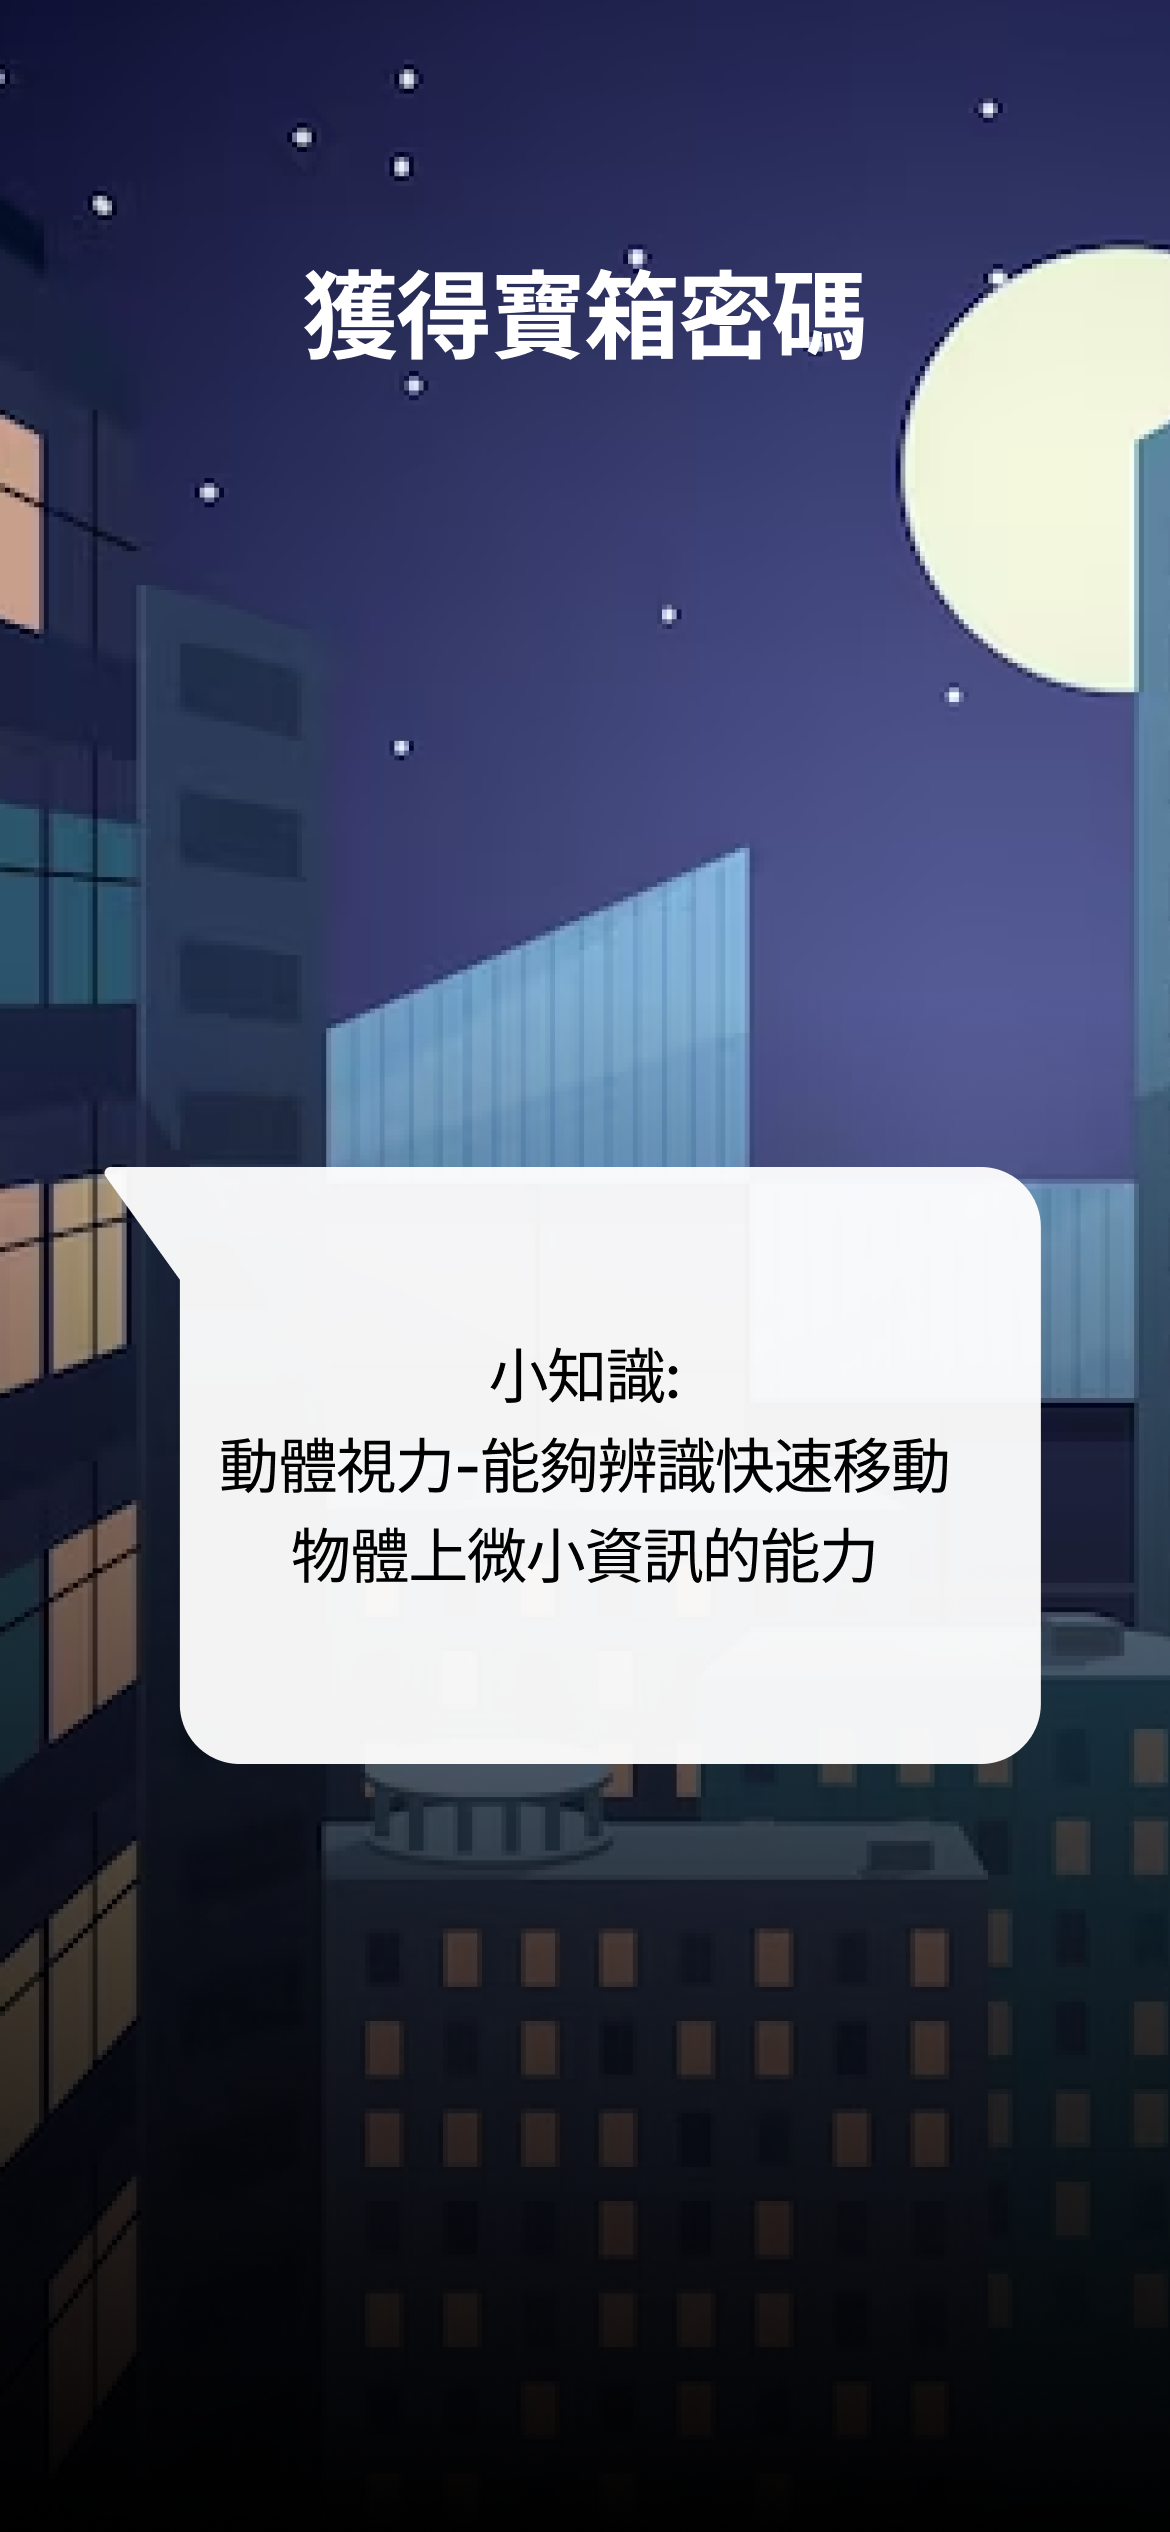 獲得寶箱密碼
小知識:
動體視力-能夠辨識快速移動
物體上微小資訊的能力